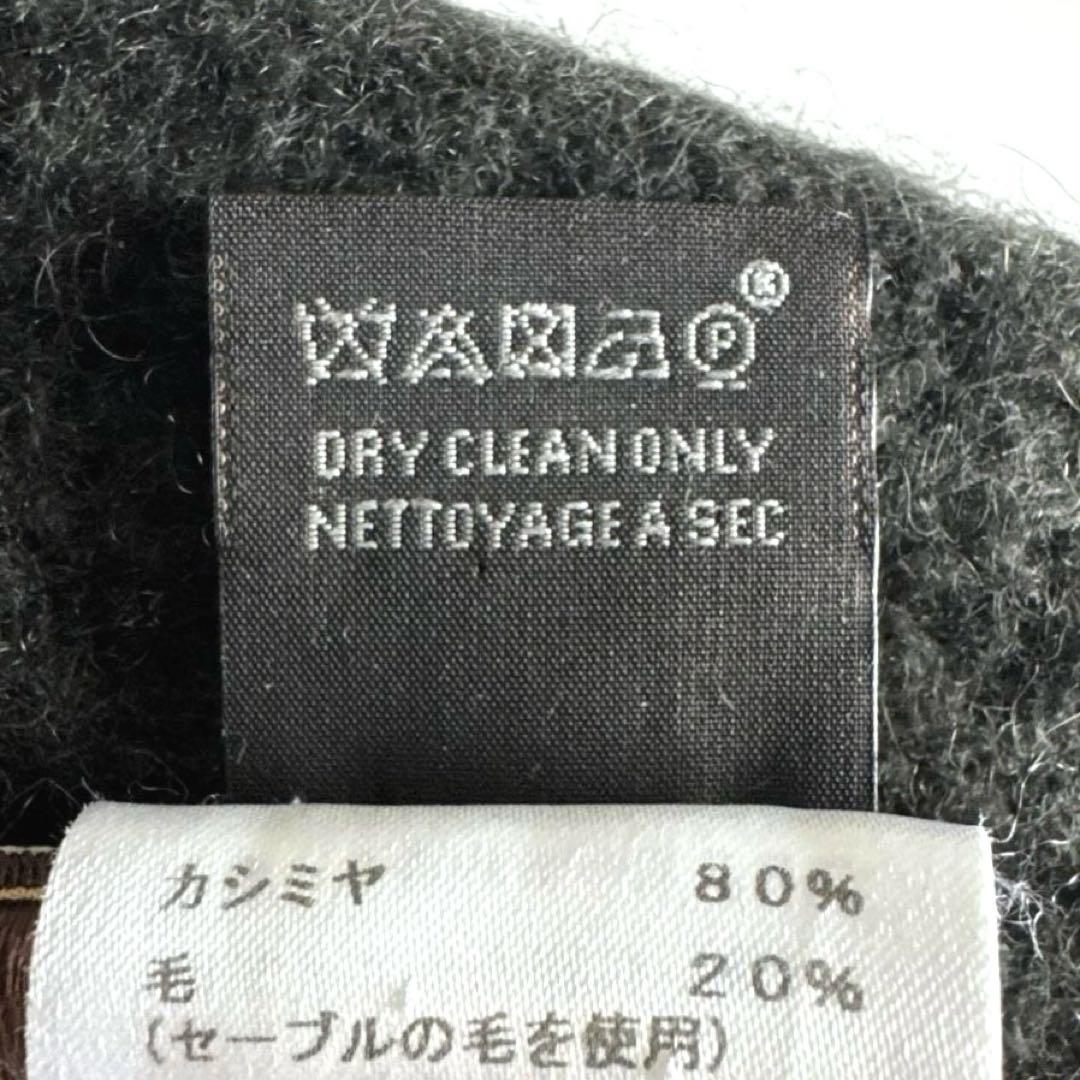 P
DRY CLEAN ONLY
NETTOYAGE A SEC
カシミヤ 80%
毛 20%
(セーブルの毛を使用)